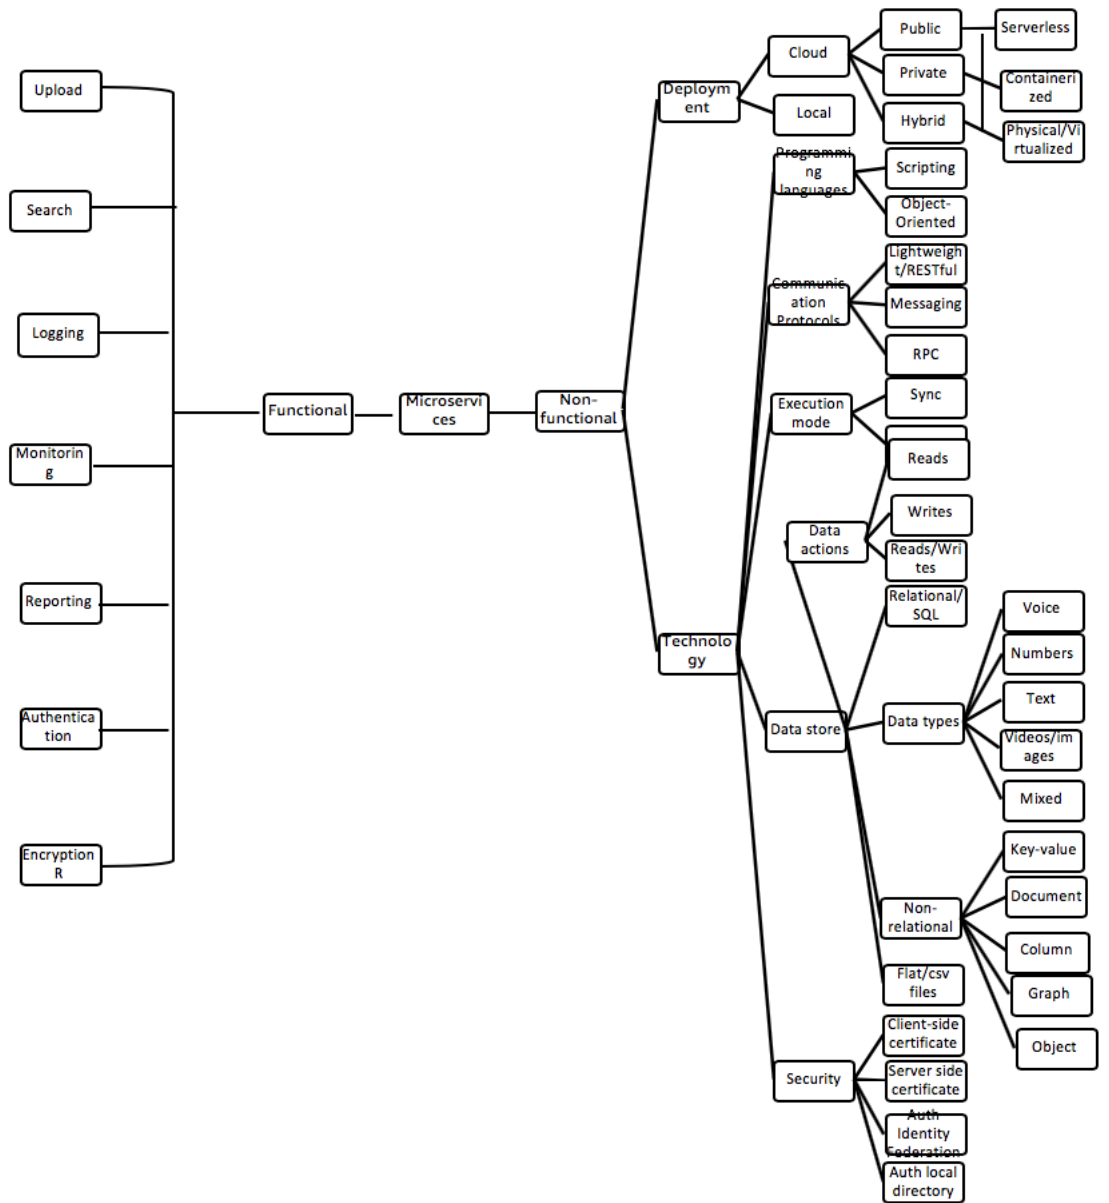 Upload
Search
Logging
Monitorin
g
Reporting
Authentica
tion
Encryption
R
Functional
Microservi
ces
Non-
functional
Deploym
ent
Technolo
gy
Cloud
Local
Programmi
ng
languages
Communic
ation
Protocols
Execution
mode
Data
actions
Data store
Security
Public
Private
Hybrid
Scripting
Object-
Oriented
Lightweigh
t/RESTful
Messaging
RPC
Sync
Reads
Writes
Reads/Wri
tes
Relational/
SQL
Data types
Non-
relational
Flat/csv
files
Client-side
certificate
Server side
certificate
Auth
Identity
Federation
Auth local
directory
Serverless
Containeri
zed
Physical/Vi
rtualized
Voice
Numbers
Text
Videos/im
ages
Mixed
Key-value
Document
Column
Graph
Object